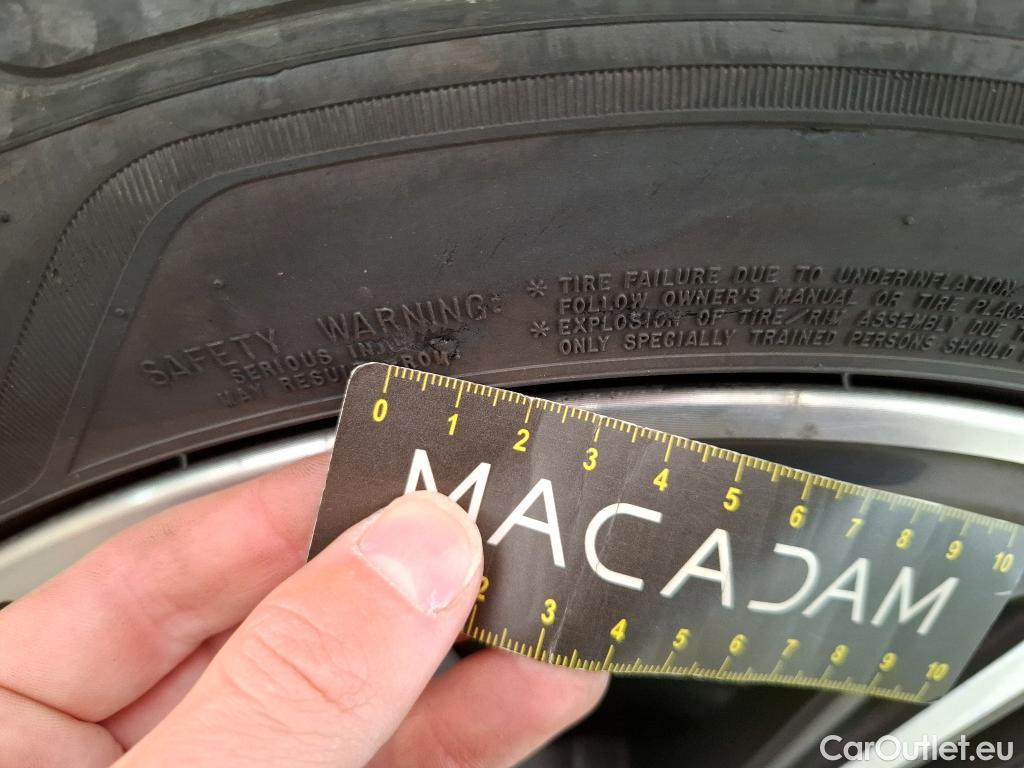 SAFETY WARNING:
SERIOUS INJURY
MAY RESULT FROM
* TIRE FAILURE DUE TO UNDERINFLATION
FOLLOW OWNER'S MANUAL OR TIRE PLAC
* EXPLOSION OF TIRE/RIM ASSEMBLY DUE T
ONLY SPECIALLY TRAINED PERSONS SHOULD
0 1 2 3 4 5 6 7 8 9 10
MACADAM
2 3 4 5 6 7 8 9 10
CarOutlet.eu